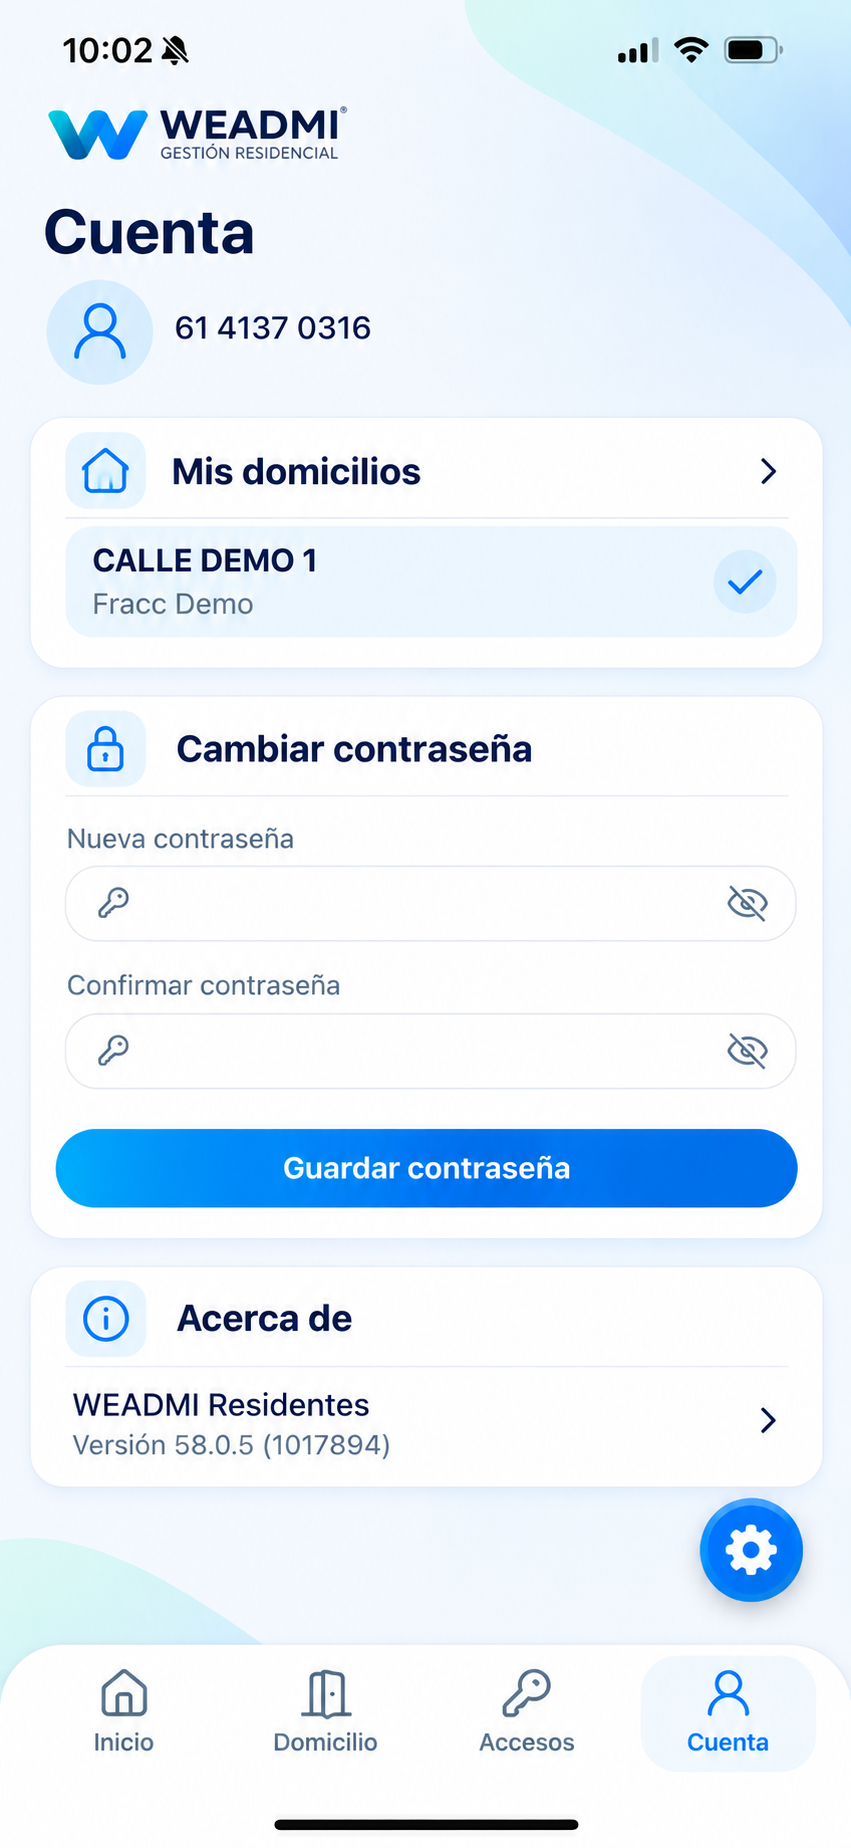 10:02
WEADMI®
GESTIÓN RESIDENCIAL
Cuenta
61 4137 0316
Mis domicilios
CALLE DEMO 1
Fracc Demo
Cambiar contraseña
Nueva contraseña
Confirmar contraseña
Guardar contraseña
Acerca de
WEADMI Residentes
Versión 58.0.5 (1017894)
Inicio
Domicilio
Accesos
Cuenta